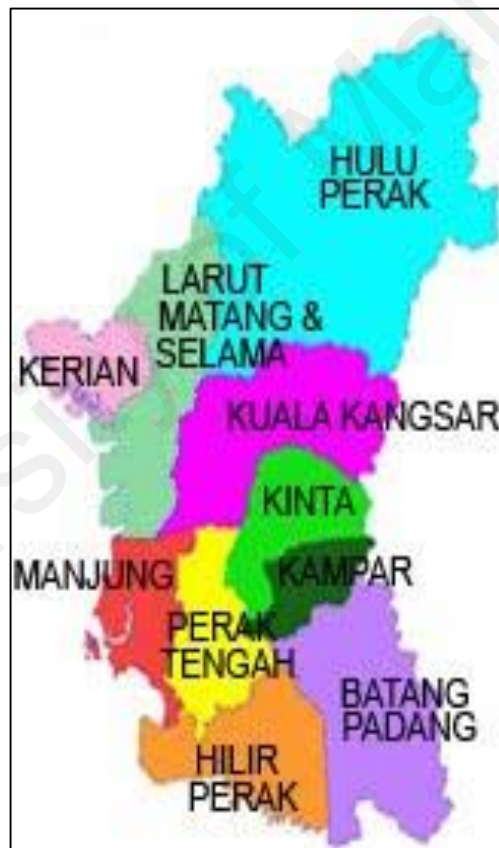 HULU
PERAK
LARUT
MATANG &
SELAMA
KERIAN
KUALA KANGSAR
KINTA
MANJUNG
KAMPAR
PERAK
TENGAH
BATANG
PADANG
HILIR
PERAK